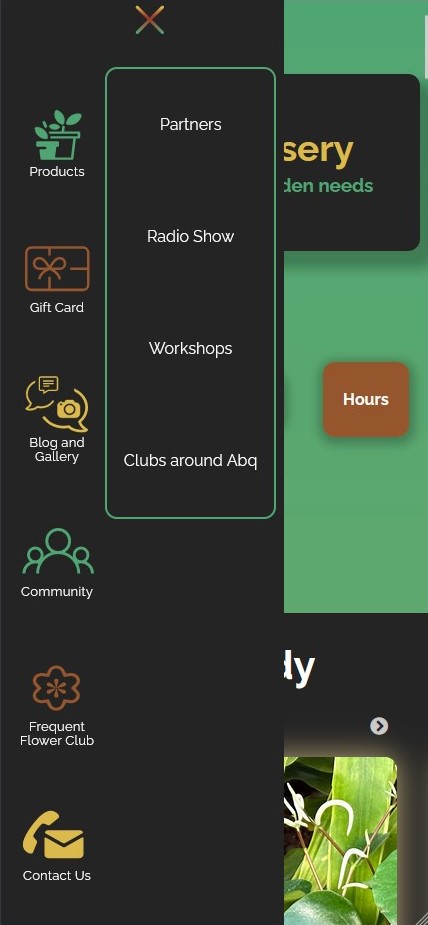 Products
Gift Card
Blog and
Gallery
Community
Frequent
Flower Club
Contact Us
Partners
Radio Show
Workshops
Clubs around Abq
sery
den needs
Hours
dy